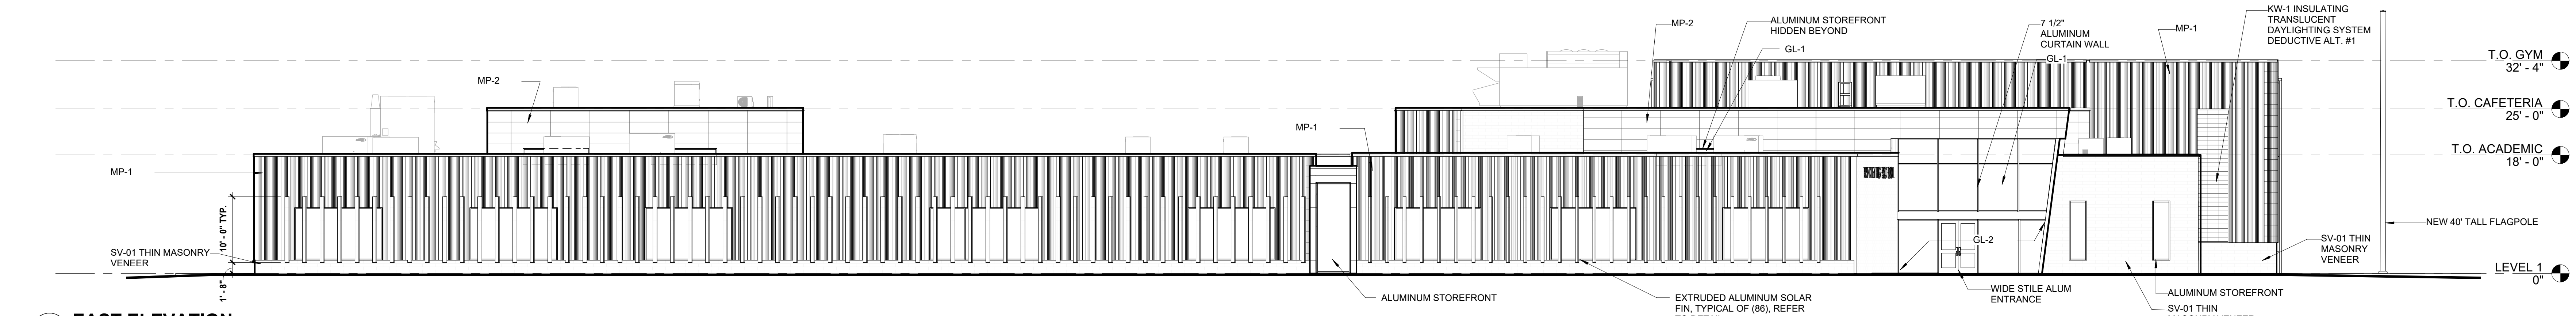 MP-2
ALUMINUM STOREFRONT
HIDDEN BEYOND
GL-1
7 1/2"
ALUMINUM
CURTAIN WALL
GL-1
MP-1
KW-1 INSULATING
TRANSLUCENT
DAYLIGHTING SYSTEM
DEDUCTIVE ALT. #1
T.O. GYM
32' - 4"
MP-2
T.O. CAFETERIA
25' - 0"
MP-1
T.O. ACADEMIC
18' - 0"
MP-1
10' - 0" TYP.
SV-01 THIN MASONRY
VENEER
1' - 8"
GL-2
NEW 40' TALL FLAGPOLE
SV-01 THIN
MASONRY
VENEER
LEVEL 1
0"
ALUMINUM STOREFRONT
EXTRUDED ALUMINUM SOLAR
FIN, TYPICAL OF (86), REFER
WIDE STILE ALUM
ENTRANCE
ALUMINUM STOREFRONT
SV-01 THIN
EAST ELEVATION